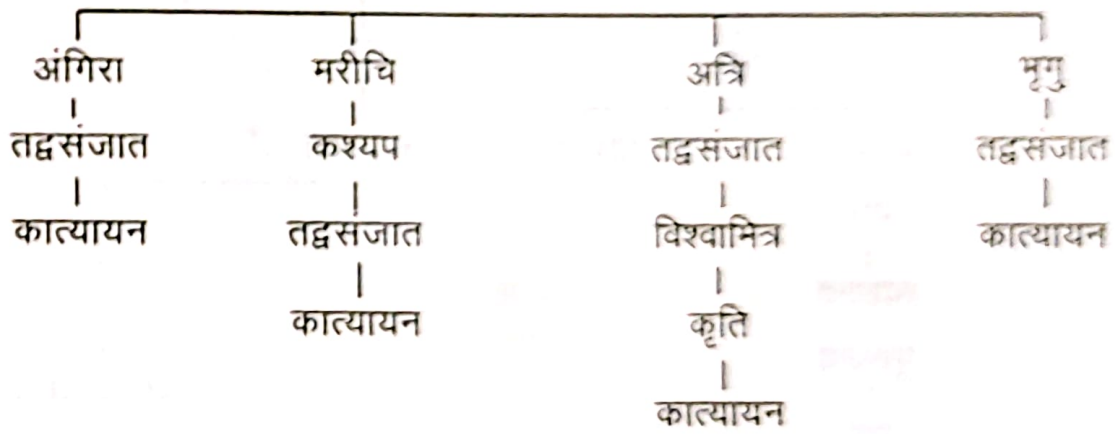 अंगिरा मरीचि अत्रि भृगु
तद्वसंजात कश्यप तद्वसंजात तद्वसंजात
कात्यायन तद्वसंजात विश्वामित्र कात्यायन
कात्यायन कृति
कात्यायन